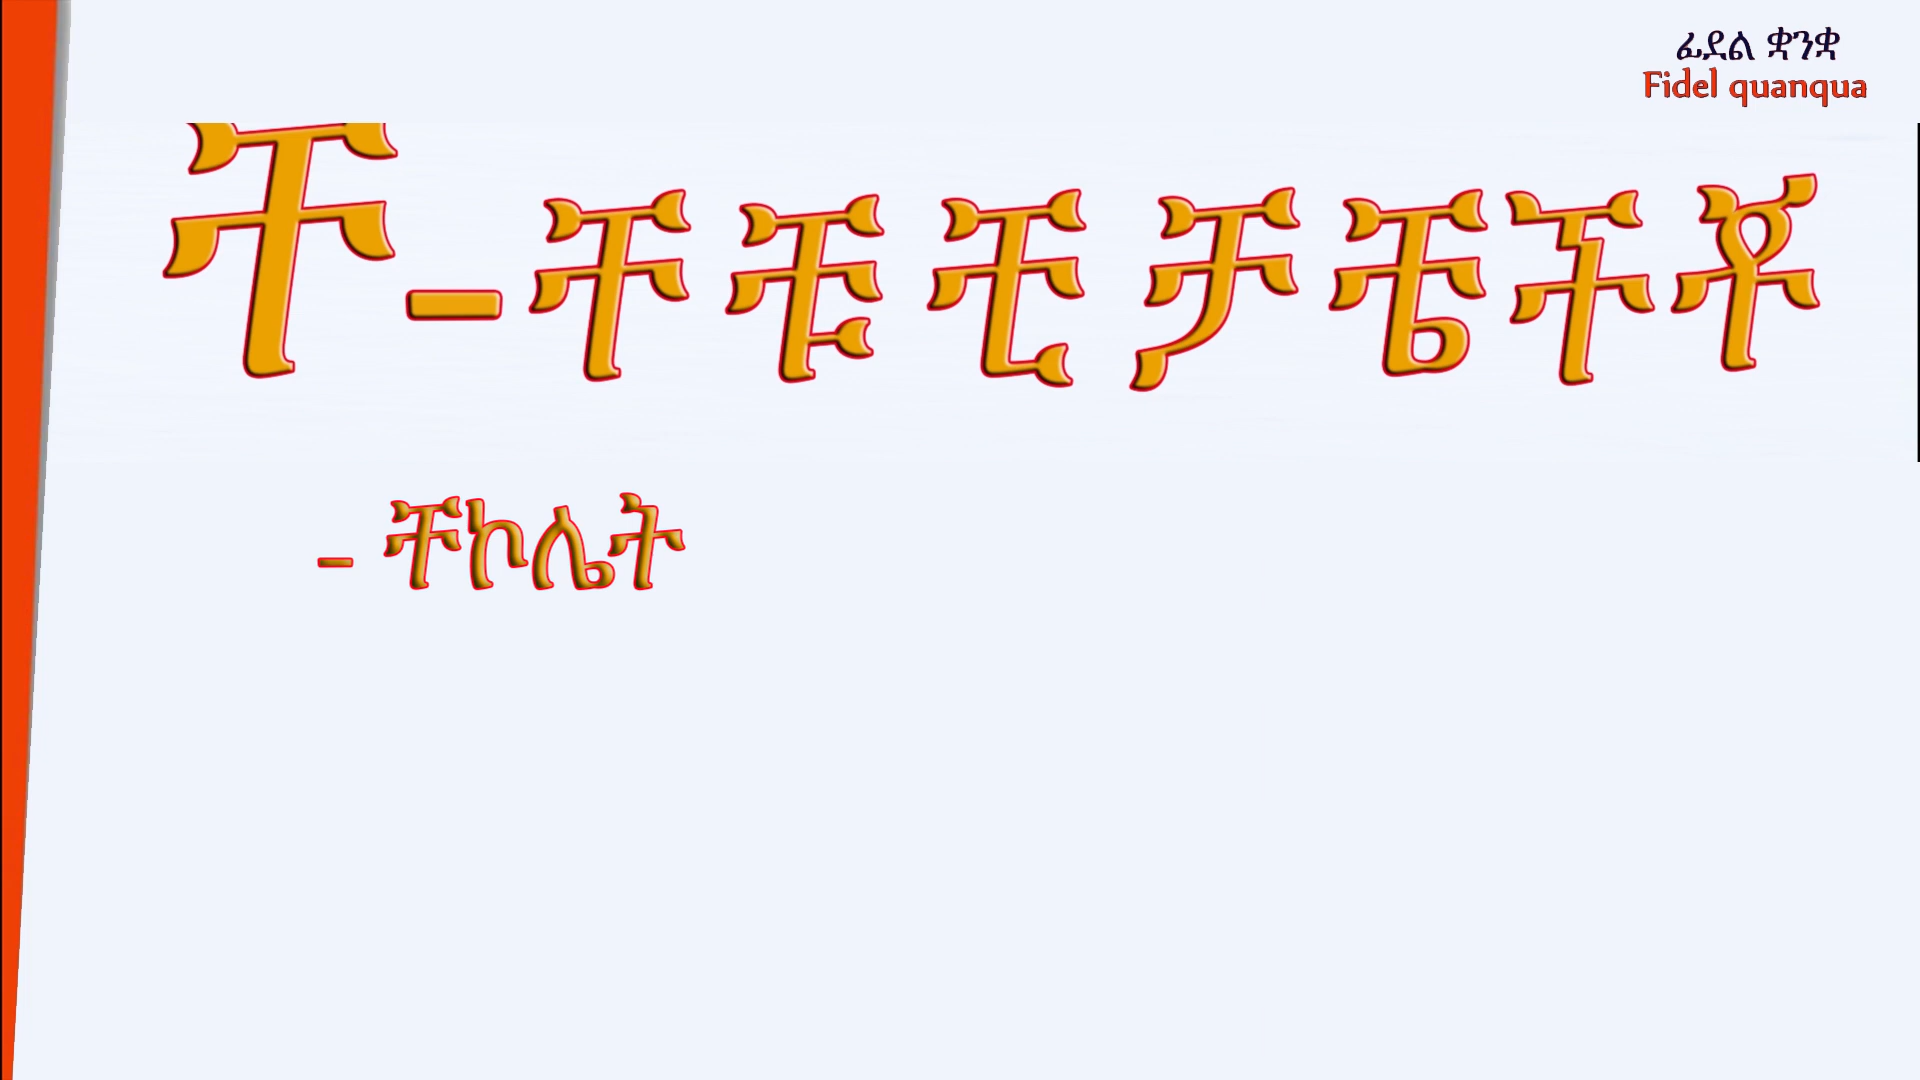 ፊደል ቋንቋ
Fidel quanqua
ቸ-ቸ ቹ ቺ ቻ ቼ ች ቾ
- ቸኮሌት